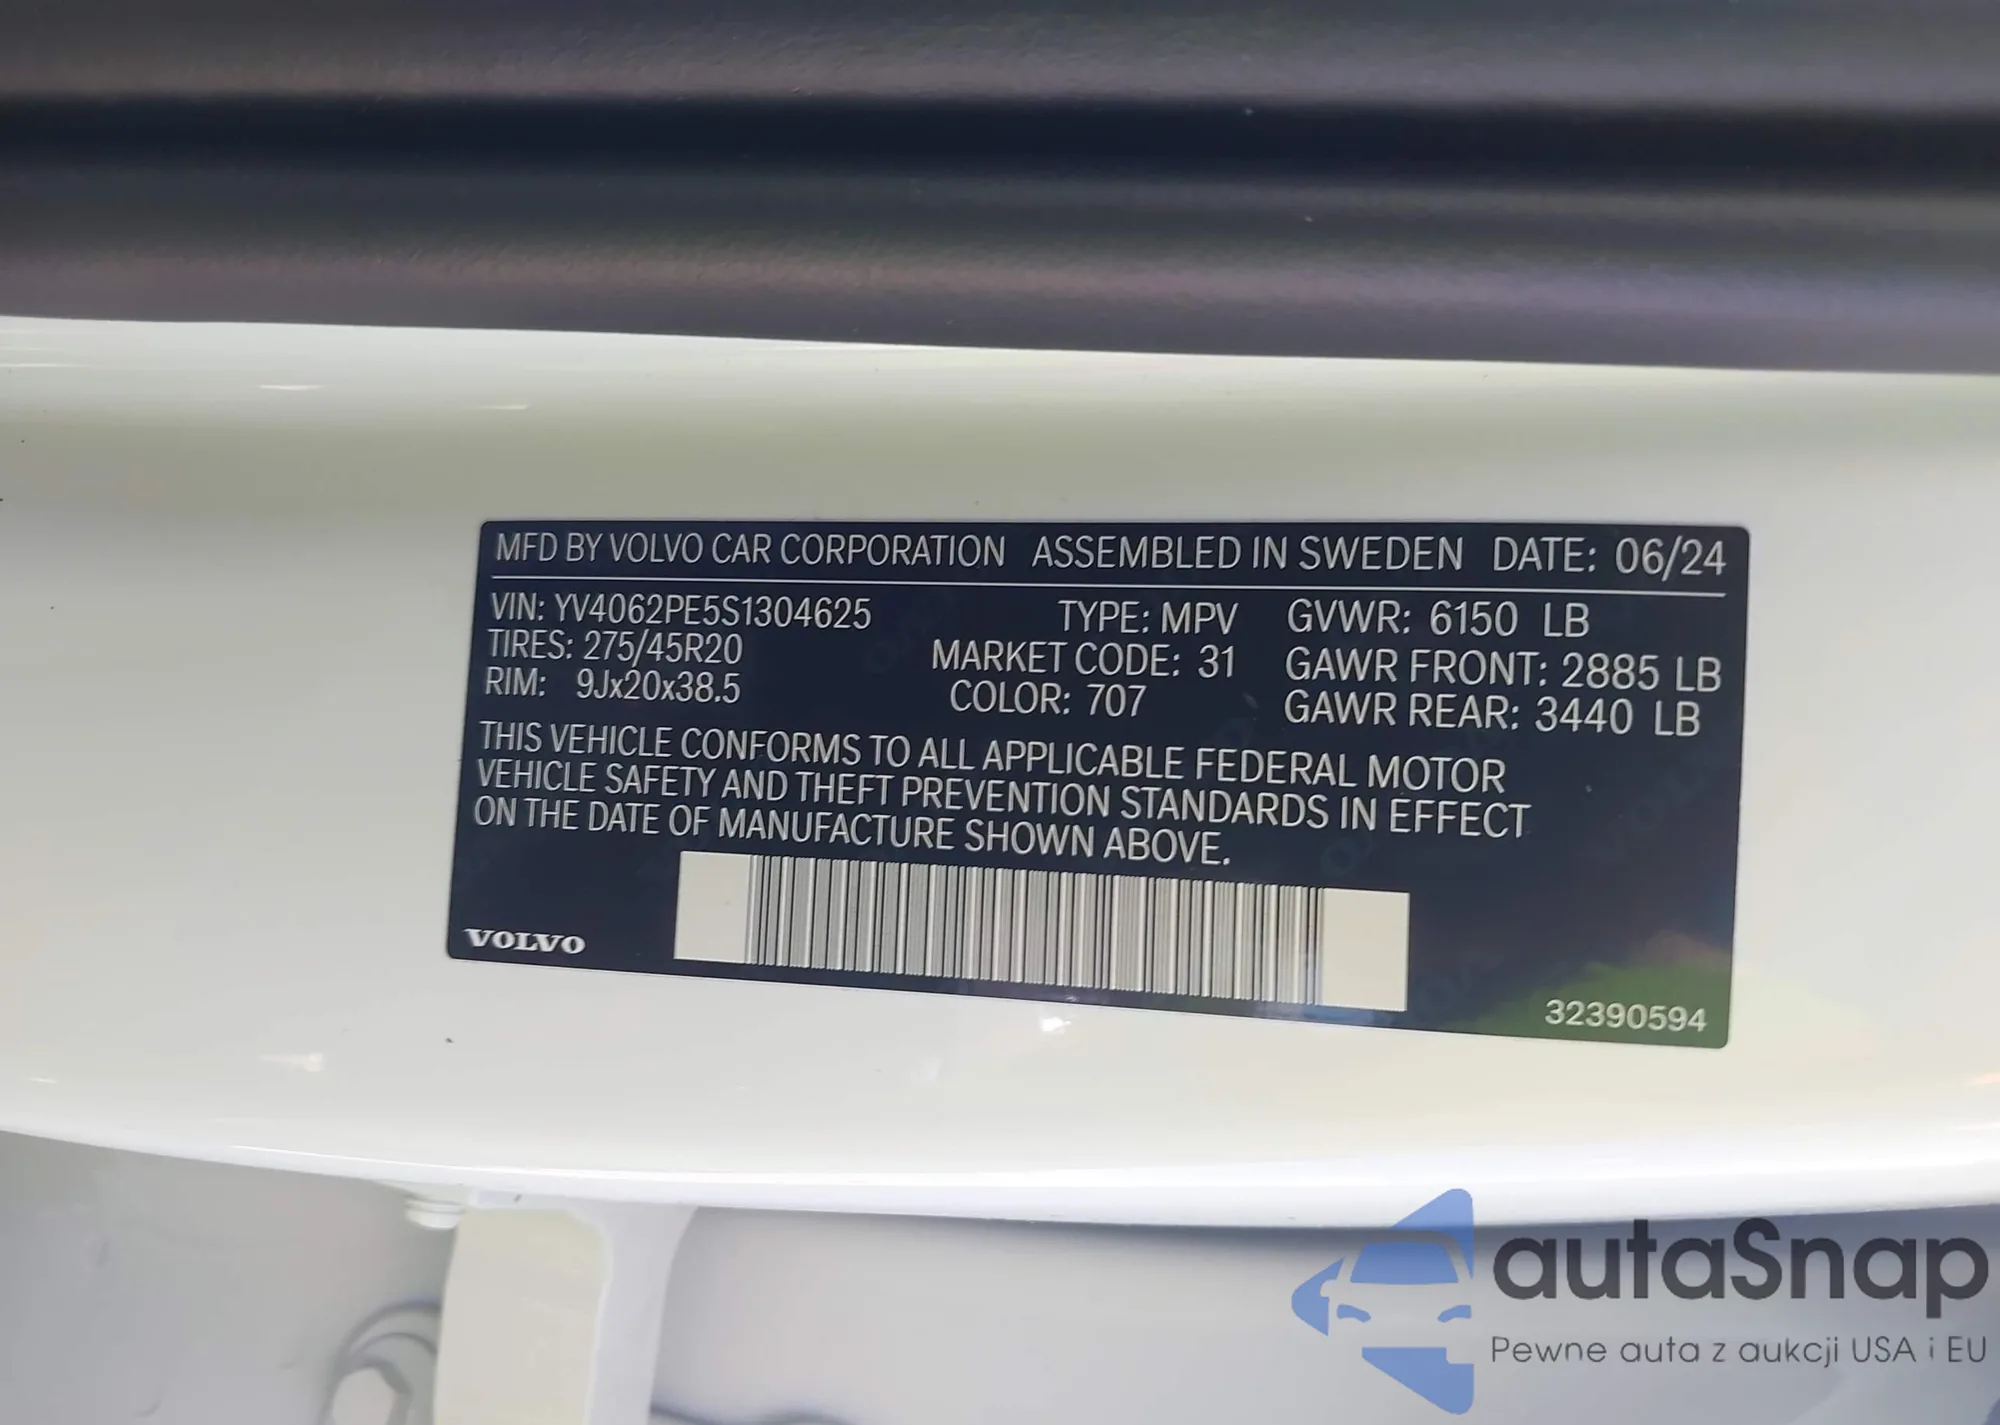 MFD BY VOLVO CAR CORPORATION ASSEMBLED IN SWEDEN DATE: 06/24
VIN: YV4062PE5S1304625 TYPE: MPV GVWR: 6150 LB
TIRES: 275/45R20 MARKET CODE: 31 GAWR FRONT: 2885 LB
RIM: 9Jx20x38.5 COLOR: 707 GAWR REAR: 3440 LB
THIS VEHICLE CONFORMS TO ALL APPLICABLE FEDERAL MOTOR
VEHICLE SAFETY AND THEFT PREVENTION STANDARDS IN EFFECT
ON THE DATE OF MANUFACTURE SHOWN ABOVE.
VOLVO
32390594
autaSnap
Pewne auta z aukcji USA i EU